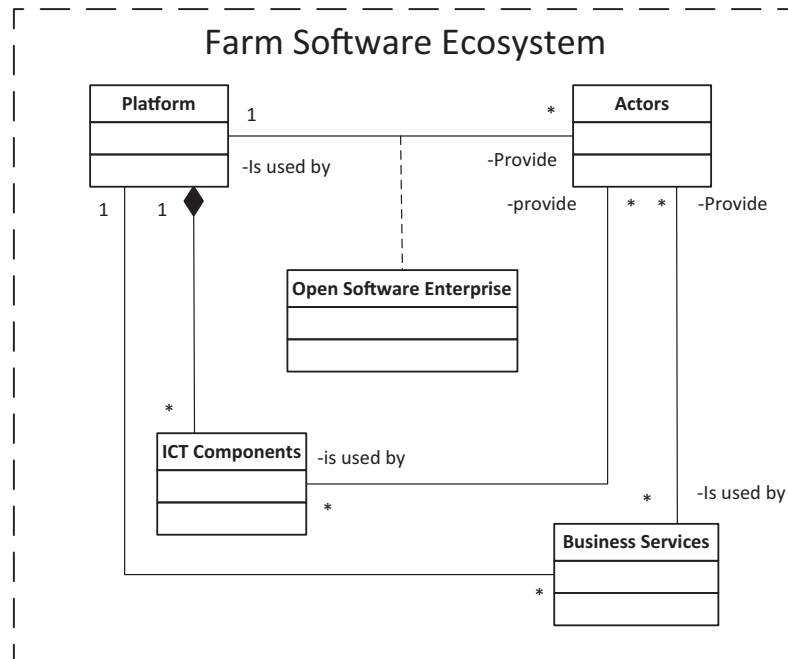 Farm Software Ecosystem
Platform
Actors
1
*
-Is used by
-Provide
1
1
-provide
*
*
-Provide
Open Software Enterprise
*
ICT Components
-is used by
*
-Is used by
*
Business Services
*